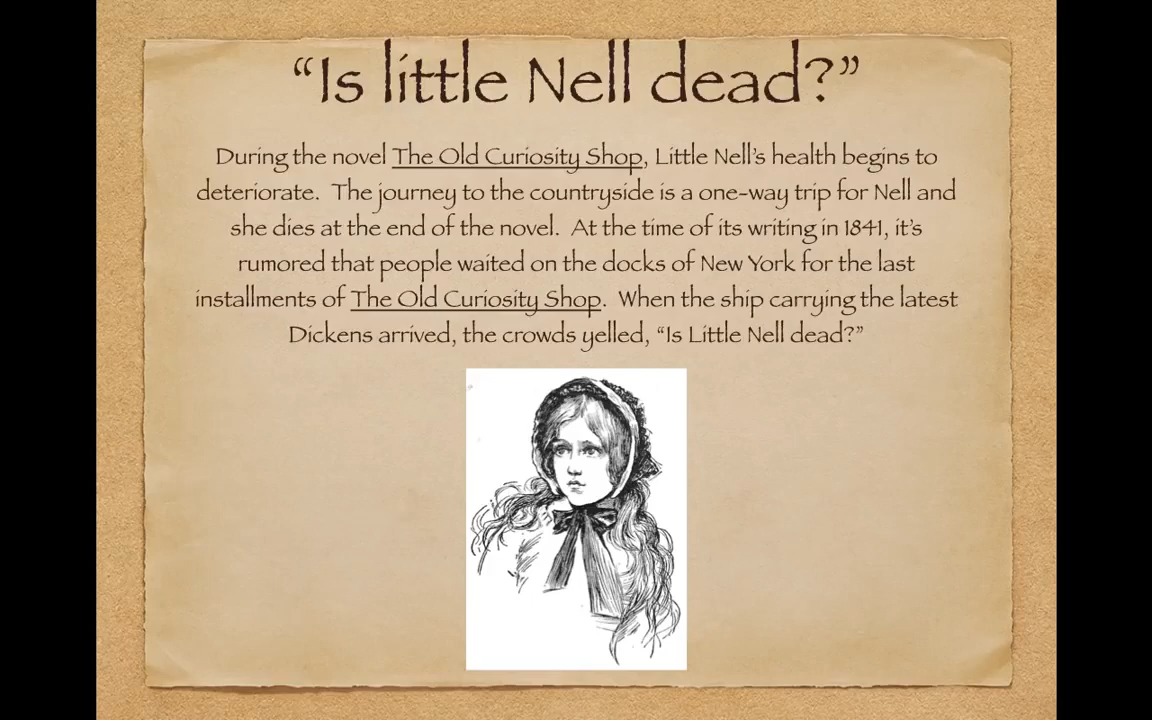 “Is little Nell dead?”
During the novel The Old Curiosity Shop, Little Nell’s health begins to
deteriorate.  The journey to the countryside is a one-way trip for Nell and
she dies at the end of the novel.  At the time of its writing in 1841, it’s
rumored that people waited on the docks of New York for the last
installments of The Old Curiosity Shop.  When the ship carrying the latest
Dickens arrived, the crowds yelled, “Is Little Nell dead?”